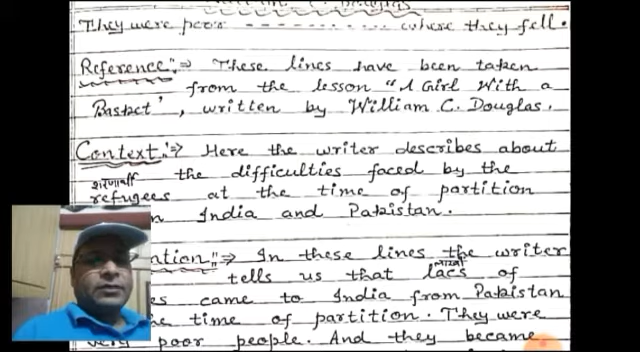 They were poor - - - - - - - - - - where they fell.
Reference:⇒ These lines have been taken
from the lesson "A Girl With a
Basket", written by William C. Douglas.
Context:⇒ Here the writer describes about
शरणार्थी
the difficulties faced by the
refugees at the time of partition
India and Pakistan.
ation:⇒ In these lines the writer
लाखों
tells us that lacs of
es came to India from Pakistan
time of partition. They were
very poor people. And they became